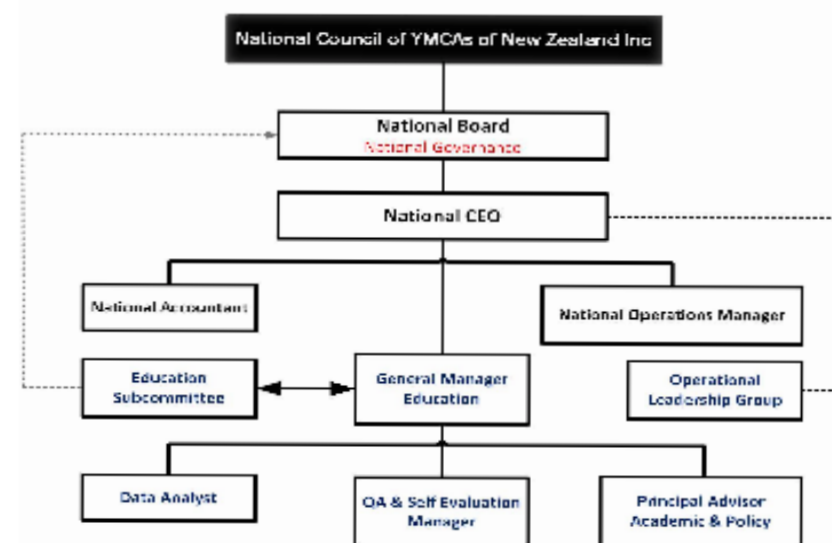 National Council of YMCAs of New Zealand Inc
National Board
National Governance
National CEO
National Accountant
National Operations Manager
Education
Subcommittee
General Manager
Education
Operational
Leadership Group
Data Analyst
QA & Self Evaluation
Manager
Principal Advisor
Academic & Policy